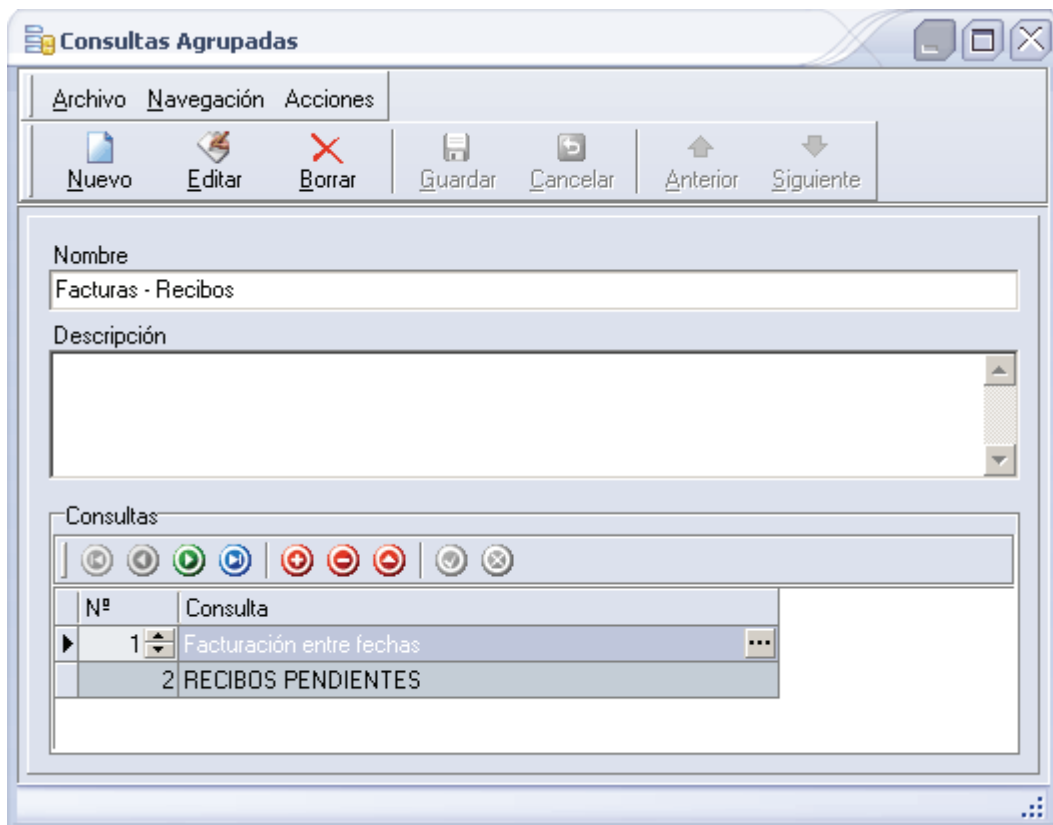 Consultas Agrupadas
Archivo Navegación Acciones
Nuevo Editar Borrar Guardar Cancelar Anterior Siguiente
Nombre
Facturas - Recibos
Descripción
Consultas
Nº Consulta
1 Facturación entre fechas ...
2 RECIBOS PENDIENTES